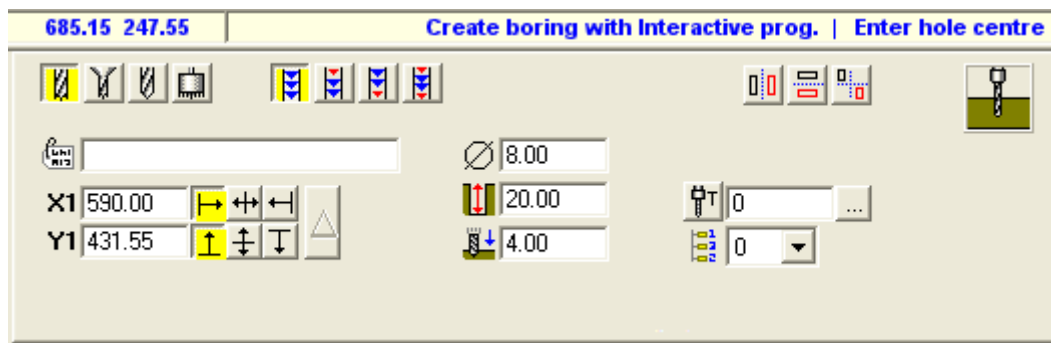 685.15 247.55 Create boring with Interactive prog. | Enter hole centre
8.00
X1 590.00 20.00 T 0 ...
Y1 431.55 4.00 0